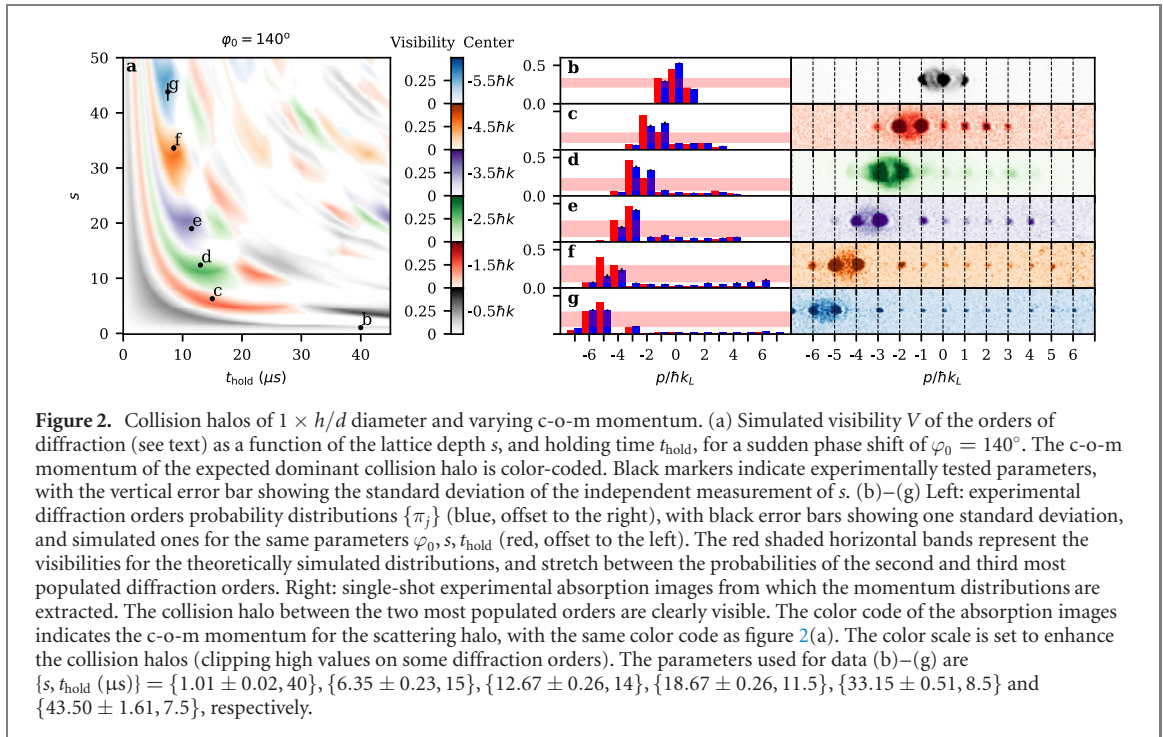 φ₀ = 140°
Visibility Center
a
50
40
30
20
10
0
s
g
f
e
d
c
b
0 10 20 30 40
t_hold (μs)
0.25 -5.5ħk
0
0.25 -4.5ħk
0
0.25 -3.5ħk
0
0.25 -2.5ħk
0
0.25 -1.5ħk
0
0.25 -0.5ħk
0
b
0.5
0.0
c
d
0.5
0.0
e
f
0.5
0.0
g
-6 -4 -2 0 2 4 6
p/ħk_L
-6 -5 -4 -3 -2 -1 0 1 2 3 4 5 6
p/ħk_L
Figure 2. Collision halos of 1 × h/d diameter and varying c-o-m momentum. (a) Simulated visibility V of the orders of
diffraction (see text) as a function of the lattice depth s, and holding time t_hold, for a sudden phase shift of φ₀ = 140°. The c-o-m
momentum of the expected dominant collision halo is color-coded. Black markers indicate experimentally tested parameters,
with the vertical error bar showing the standard deviation of the independent measurement of s. (b)–(g) Left: experimental
diffraction orders probability distributions {π_j} (blue, offset to the right), with black error bars showing one standard deviation,
and simulated ones for the same parameters φ₀, s, t_hold (red, offset to the left). The red shaded horizontal bands represent the
visibilities for the theoretically simulated distributions, and stretch between the probabilities of the second and third most
populated diffraction orders. Right: single-shot experimental absorption images from which the momentum distributions are
extracted. The collision halo between the two most populated orders are clearly visible. The color code of the absorption images
indicates the c-o-m momentum for the scattering halo, with the same color code as figure 2(a). The color scale is set to enhance
the collision halos (clipping high values on some diffraction orders). The parameters used for data (b)–(g) are
{s, t_hold (μs)} = {1.01 ± 0.02, 40}, {6.35 ± 0.23, 15}, {12.67 ± 0.26, 14}, {18.67 ± 0.26, 11.5}, {33.15 ± 0.51, 8.5} and
{43.50 ± 1.61, 7.5}, respectively.